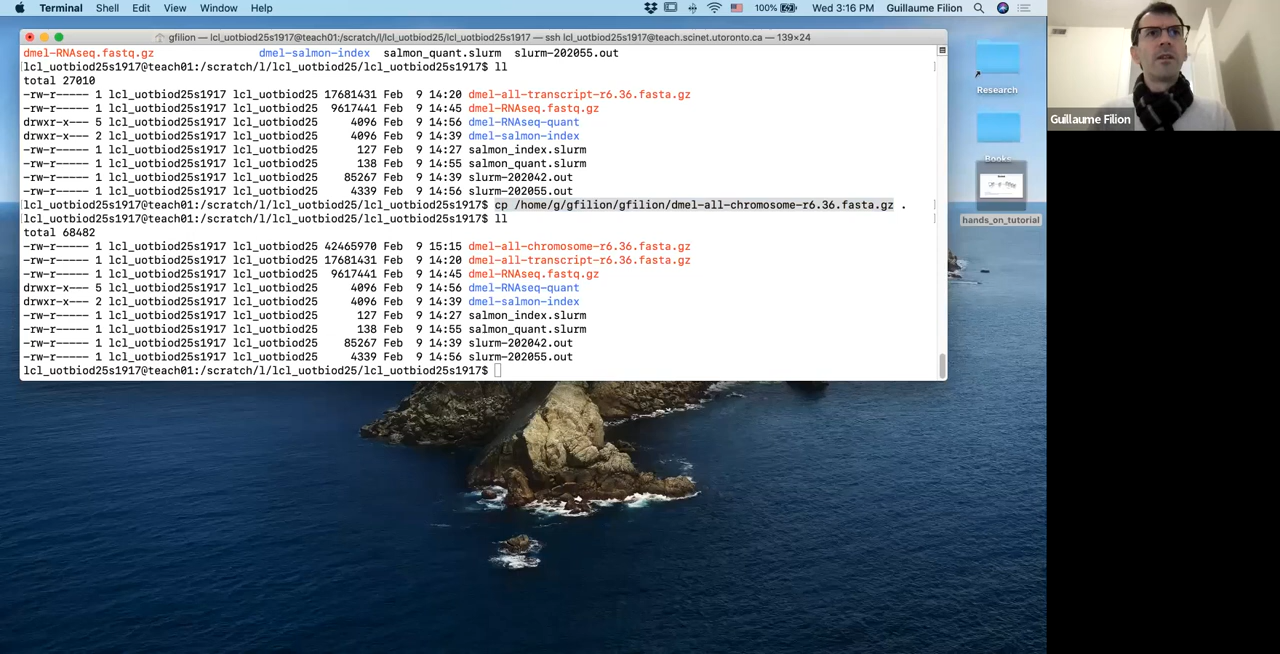 Terminal Shell Edit View Window Help 100% Wed 3:16 PM Guillaume Filion
gfilion — lcl_uotbiod25s1917@teach01:/scratch/l/lcl_uotbiod25/lcl_uotbiod25s1917 — ssh lcl_uotbiod25s1917@teach.scinet.utoronto.ca — 139×24
dmel-RNAseq.fastq.gz dmel-salmon-index salmon_quant.slurm slurm-202055.out
lcl_uotbiod25s1917@teach01:/scratch/l/lcl_uotbiod25/lcl_uotbiod25s1917$ ll
total 27010
-rw-r----- 1 lcl_uotbiod25s1917 lcl_uotbiod25 17681431 Feb 9 14:20 dmel-all-transcript-r6.36.fasta.gz
-rw-r----- 1 lcl_uotbiod25s1917 lcl_uotbiod25 9617441 Feb 9 14:45 dmel-RNAseq.fastq.gz
drwxr-x--- 5 lcl_uotbiod25s1917 lcl_uotbiod25 4096 Feb 9 14:56 dmel-RNAseq-quant
drwxr-x--- 2 lcl_uotbiod25s1917 lcl_uotbiod25 4096 Feb 9 14:39 dmel-salmon-index
-rw-r----- 1 lcl_uotbiod25s1917 lcl_uotbiod25 127 Feb 9 14:27 salmon_index.slurm
-rw-r----- 1 lcl_uotbiod25s1917 lcl_uotbiod25 138 Feb 9 14:55 salmon_quant.slurm
-rw-r----- 1 lcl_uotbiod25s1917 lcl_uotbiod25 85267 Feb 9 14:39 slurm-202042.out
-rw-r----- 1 lcl_uotbiod25s1917 lcl_uotbiod25 4339 Feb 9 14:56 slurm-202055.out
lcl_uotbiod25s1917@teach01:/scratch/l/lcl_uotbiod25/lcl_uotbiod25s1917$ cp /home/g/gfilion/gfilion/dmel-all-chromosome-r6.36.fasta.gz .
lcl_uotbiod25s1917@teach01:/scratch/l/lcl_uotbiod25/lcl_uotbiod25s1917$ ll
total 68482
-rw-r----- 1 lcl_uotbiod25s1917 lcl_uotbiod25 42465970 Feb 9 15:15 dmel-all-chromosome-r6.36.fasta.gz
-rw-r----- 1 lcl_uotbiod25s1917 lcl_uotbiod25 17681431 Feb 9 14:20 dmel-all-transcript-r6.36.fasta.gz
-rw-r----- 1 lcl_uotbiod25s1917 lcl_uotbiod25 9617441 Feb 9 14:45 dmel-RNAseq.fastq.gz
drwxr-x--- 5 lcl_uotbiod25s1917 lcl_uotbiod25 4096 Feb 9 14:56 dmel-RNAseq-quant
drwxr-x--- 2 lcl_uotbiod25s1917 lcl_uotbiod25 4096 Feb 9 14:39 dmel-salmon-index
-rw-r----- 1 lcl_uotbiod25s1917 lcl_uotbiod25 127 Feb 9 14:27 salmon_index.slurm
-rw-r----- 1 lcl_uotbiod25s1917 lcl_uotbiod25 138 Feb 9 14:55 salmon_quant.slurm
-rw-r----- 1 lcl_uotbiod25s1917 lcl_uotbiod25 85267 Feb 9 14:39 slurm-202042.out
-rw-r----- 1 lcl_uotbiod25s1917 lcl_uotbiod25 4339 Feb 9 14:56 slurm-202055.out
lcl_uotbiod25s1917@teach01:/scratch/l/lcl_uotbiod25/lcl_uotbiod25s1917$
Research
Books
hands_on_tutorial
Guillaume Filion